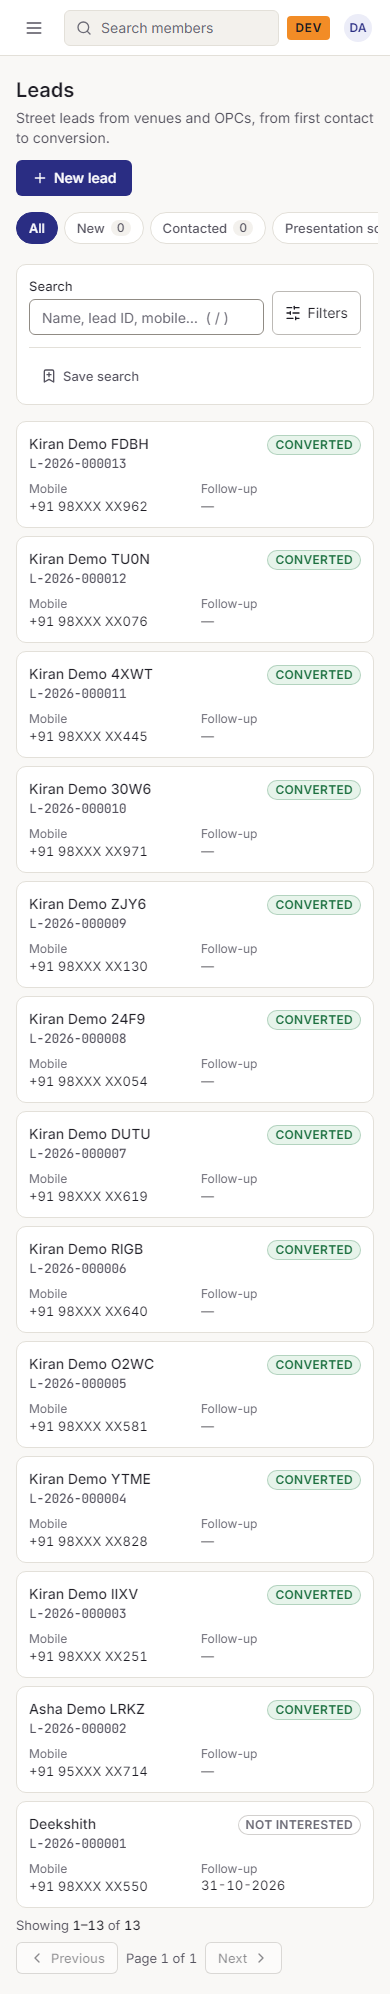 Search members
DEV
DA
Leads
Street leads from venues and OPCs, from first contact
to conversion.
+ New lead
All
New 0
Contacted 0
Presentation sc
Search
Name, lead ID, mobile... ( / )
Filters
Save search
Kiran Demo FDBH
CONVERTED
L-2026-000013
Mobile Follow-up
+91 98XXX XX962 —
Kiran Demo TU0N
CONVERTED
L-2026-000012
Mobile Follow-up
+91 98XXX XX076 —
Kiran Demo 4XWT
CONVERTED
L-2026-000011
Mobile Follow-up
+91 98XXX XX445 —
Kiran Demo 30W6
CONVERTED
L-2026-000010
Mobile Follow-up
+91 98XXX XX971 —
Kiran Demo ZJY6
CONVERTED
L-2026-000009
Mobile Follow-up
+91 98XXX XX130 —
Kiran Demo 24F9
CONVERTED
L-2026-000008
Mobile Follow-up
+91 98XXX XX054 —
Kiran Demo DUTU
CONVERTED
L-2026-000007
Mobile Follow-up
+91 98XXX XX619 —
Kiran Demo RIGB
CONVERTED
L-2026-000006
Mobile Follow-up
+91 98XXX XX640 —
Kiran Demo O2WC
CONVERTED
L-2026-000005
Mobile Follow-up
+91 98XXX XX581 —
Kiran Demo YTME
CONVERTED
L-2026-000004
Mobile Follow-up
+91 98XXX XX828 —
Kiran Demo IIXV
CONVERTED
L-2026-000003
Mobile Follow-up
+91 98XXX XX251 —
Asha Demo LRKZ
CONVERTED
L-2026-000002
Mobile Follow-up
+91 95XXX XX714 —
Deekshith
NOT INTERESTED
L-2026-000001
Mobile Follow-up
+91 98XXX XX550 31-10-2026
Showing 1–13 of 13
Previous Page 1 of 1 Next